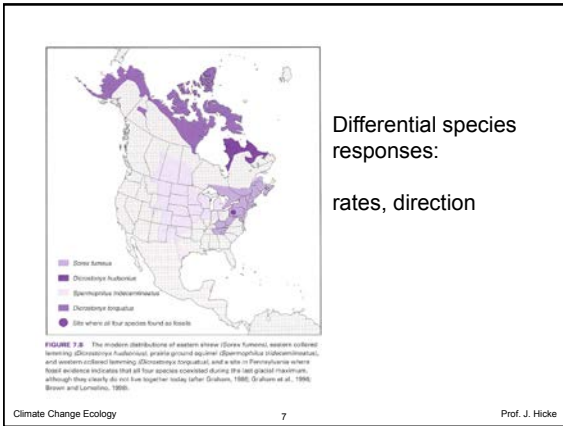 Differential species
responses:
rates, direction
Sorex fumeus
Dicrostonyx hudsonius
Spermophilus tridecemlineatus
Dicrostonyx torquatus
Site where all four species found as fossils
FIGURE 7.8 The modern distributions of eastern shrew (Sorex fumeus), eastern collared
lemming (Dicrostonyx hudsonius), prairie ground squirrel (Spermophilus tridecemlineatus),
and western collared lemming (Dicrostonyx torquatus), and a site in Pennsylvania where
fossil evidence indicates that all four species coexisted during the last glacial maximum,
although they clearly do not live together today (after Graham, 1986; Graham et al., 1996;
Brown and Lomolino, 1998).
Climate Change Ecology
7
Prof. J. Hicke